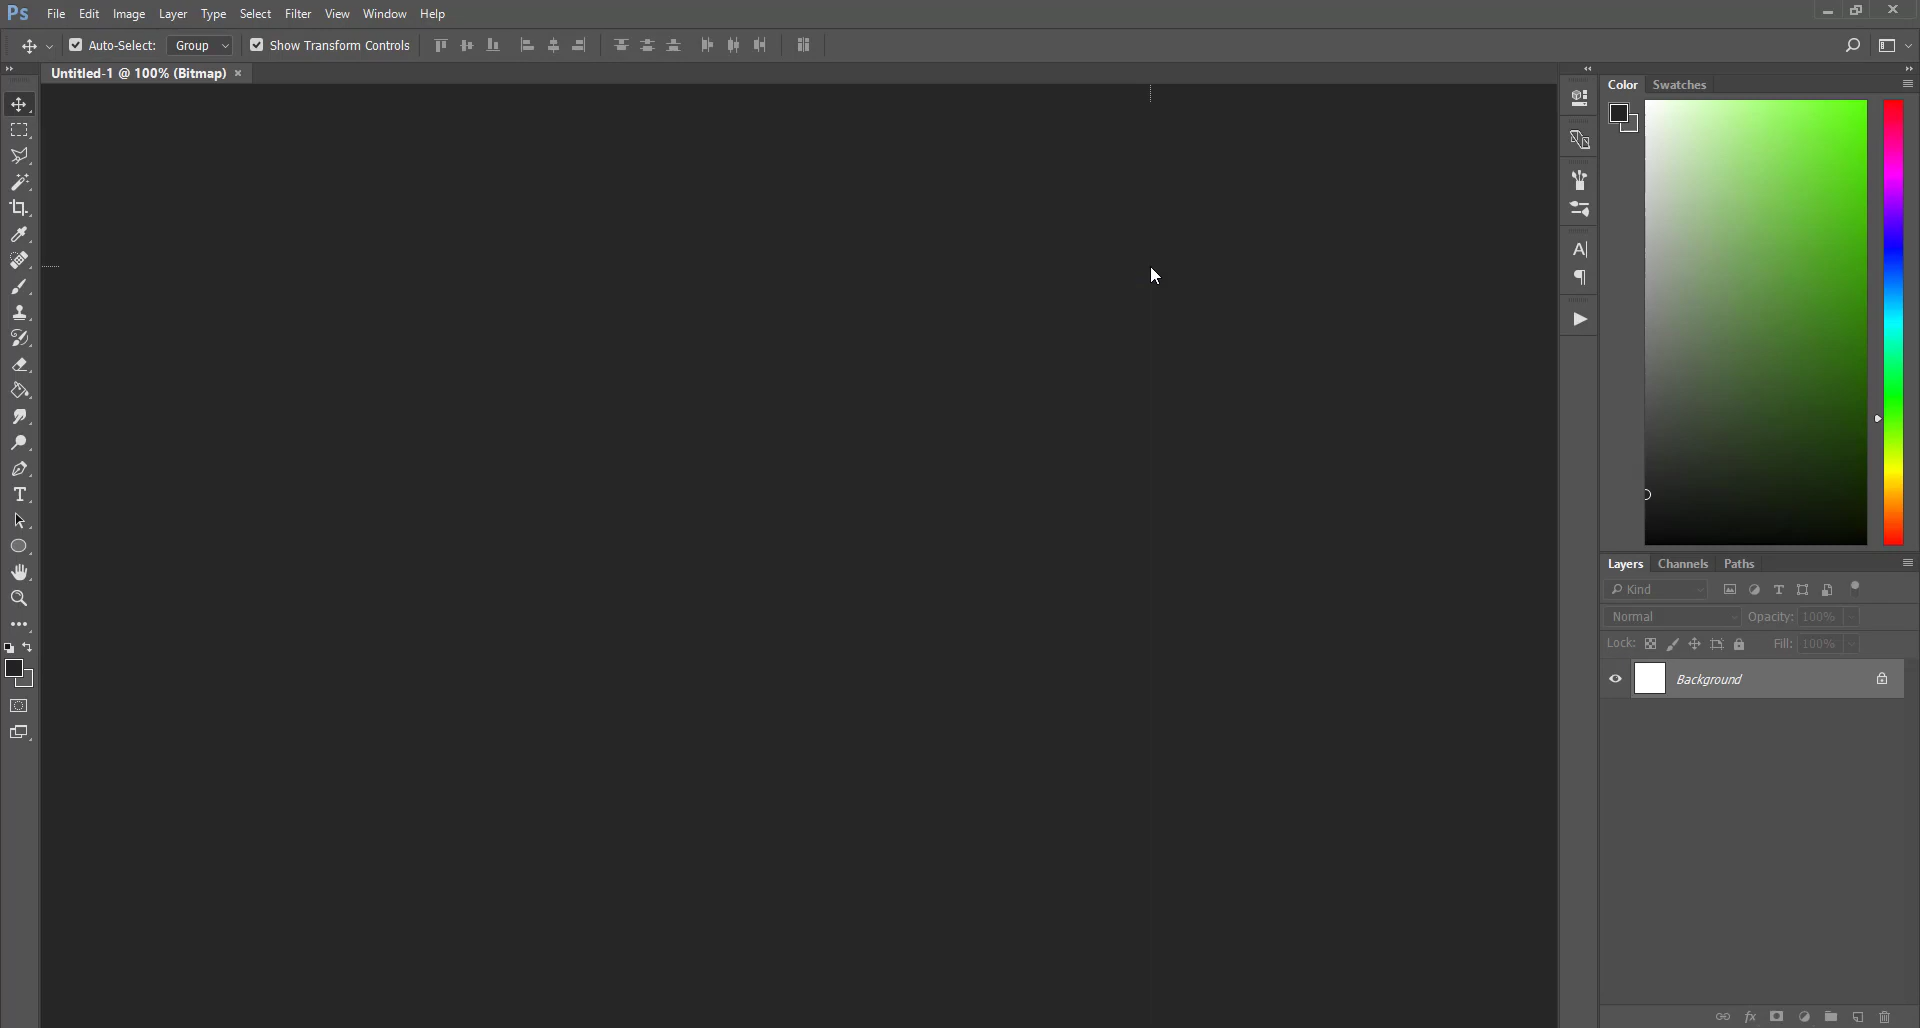 Ps File Edit Image Layer Type Select Filter View Window Help
Auto-Select: Group Show Transform Controls
Untitled-1 @ 100% (Bitmap) ×
Color Swatches
Layers Channels Paths
Kind
Normal Opacity: 100%
Lock: Fill: 100%
Background